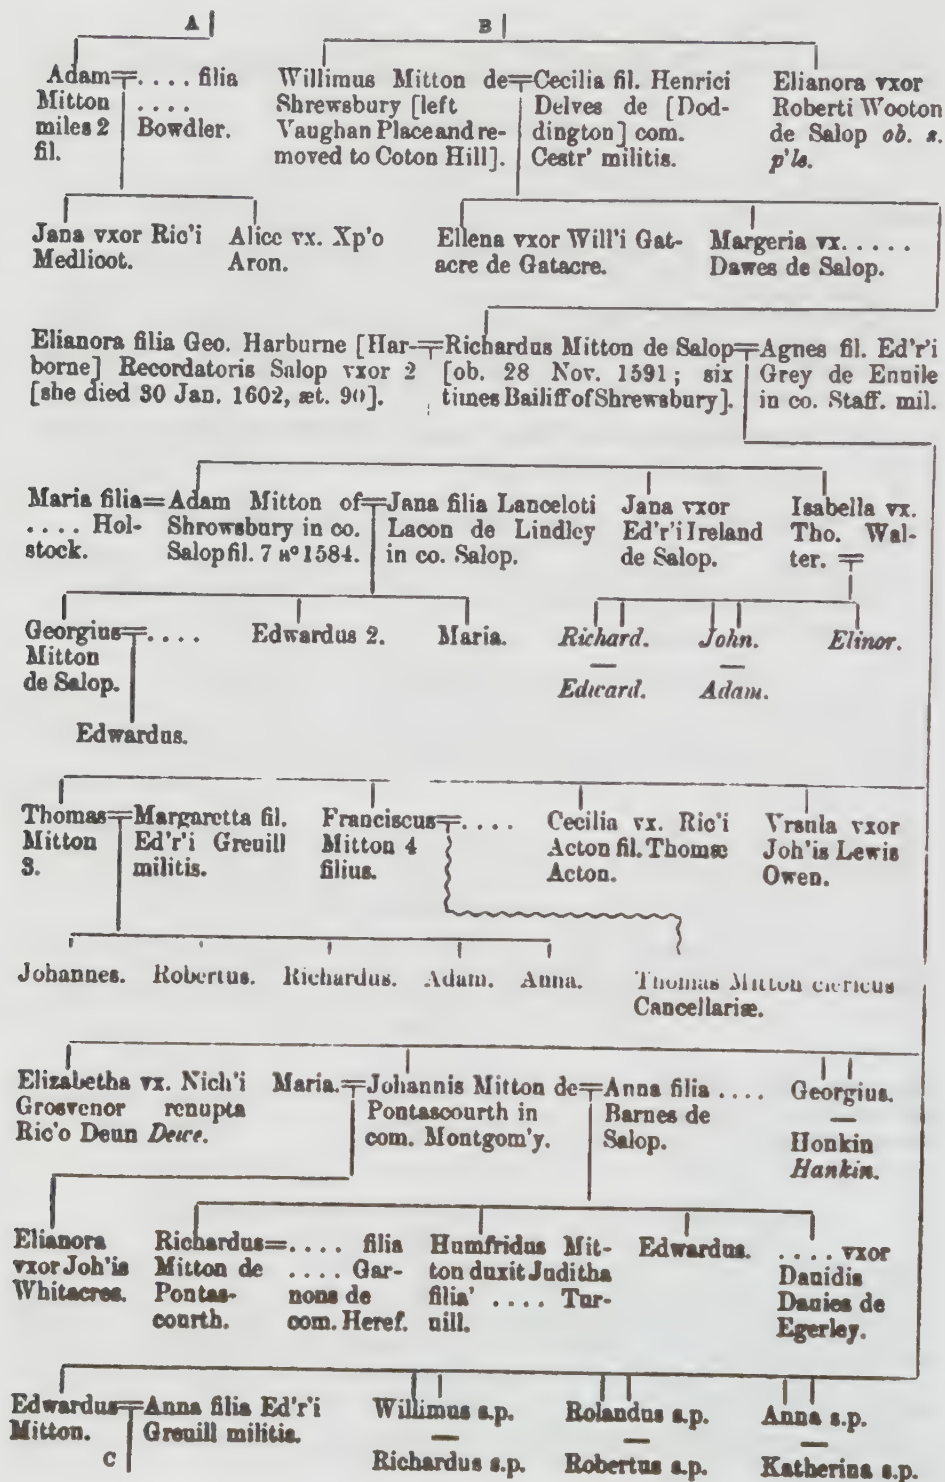 A
B
Adam = . . . . filia
Mitton . . . .
miles 2 Bowdler.
fil.
Willimus Mitton de
Shrewsbury [left
Vaughan Place and re-
moved to Coton Hill].
= Cecilia fil. Henrici
Delves de [Dod-
dington] com.
Cestr' militis.
Elianora vxor
Roberti Wooton
de Salop ob. s.
p'le.
Jana vxor Ric'i
Medlicot.
Alice vx. Xp'o
Aron.
Ellena vxor Will'i Gat-
acre de Gatacre.
Margeria vx. . . . .
Dawes de Salop.
Elianora filia Geo. Harburne [Har-
borne] Recordatoris Salop vxor 2
[she died 30 Jan. 1602, æt. 90].
= Richardus Mitton de Salop
[ob. 28 Nov. 1591; six
times Bailiff of Shrewsbury].
= Agnes fil. Ed'r'i
Grey de Enuile
in co. Staff. mil.
Maria filia
. . . . Hol-
stock.
= Adam Mitton of
Shrowsbury in co.
Salop fil. 7 aº 1584.
= Jana filia Lanceloti
Lacon de Lindley
in co. Salop.
Jana vxor
Ed'r'i Ireland
de Salop.
Isabella vx.
Tho. Wal-
ter. =
Georgius = . . . .
Mitton
de Salop.
Edwardus 2.
Maria.
Richard.
—
Edward.
John.
—
Adam.
Elinor.
Edwardus.
Thomas
Mitton
3.
= Margaretta fil.
Ed'r'i Greuill
militis.
Franciscus = . . . .
Mitton 4
filius.
Cecilia vx. Ric'i
Acton fil. Thomæ
Acton.
Vrsula vxor
Joh'is Lewis
Owen.
Johannes. Robertus. Richardus. Adam. Anna.
Thomas Mitton clericus
Cancellariæ.
Elizabetha vx. Nich'i
Grosvenor renupta
Ric'o Deun Dewe.
Maria. = Johannis Mitton de
Pontascourth in
com. Montgom'y.
= Anna filia . . . .
Barnes de
Salop.
Georgius.
—
Honkin
Hankin.
Elianora
vxor Joh'is
Whitacres.
Richardus
Mitton de
Pontas-
courth.
= . . . . filia
. . . . Gar-
nons de
com. Heref.
Humfridus Mit-
ton duxit Juditha
filia' . . . . Tur-
nill.
Edwardus.
. . . . vxor
Dauidis
Dauies de
Egerley.
Edwardus
Mitton.
= Anna filia Ed'r'i
Greuill militis.
C
Willimus s.p.
—
Richardus s.p.
Rolandus s.p.
—
Robertus s.p.
Anna s.p.
—
Katherina s.p.